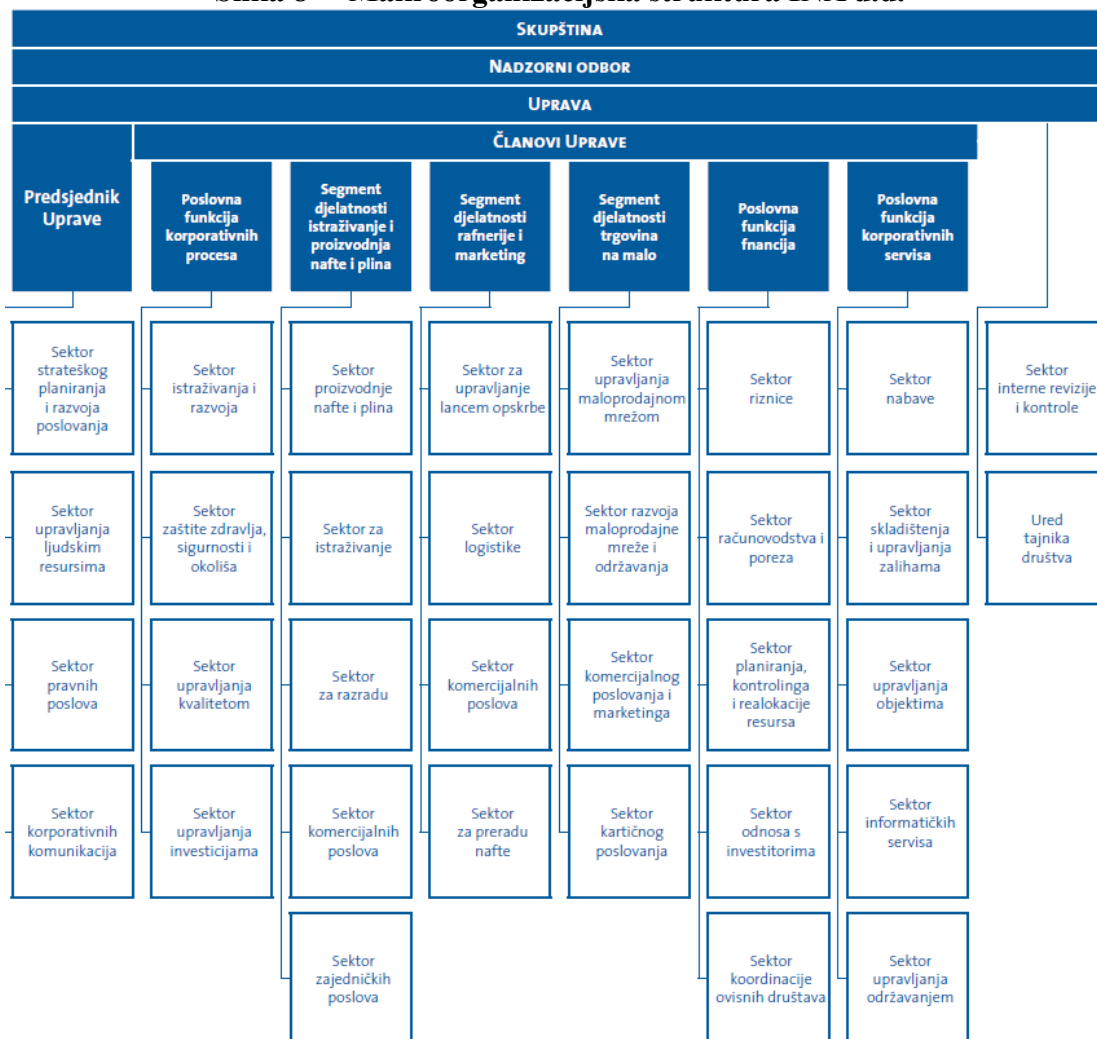 Makroorganizacijska struktura INA d.d.
SKUPŠTINA
NADZORNI ODBOR
UPRAVA
ČLANOVI UPRAVE
Predsjednik
Uprave
Poslovna
funkcija
korporativnih
procesa
Segment
djelatnosti
istraživanje i
proizvodnja
nafte i plina
Segment
djelatnosti
rafnerije i
marketing
Segment
djelatnosti
trgovina
na malo
Poslovna
funkcija
fnancija
Poslovna
funkcija
korporativnih
servisa
Sektor
strateškog
planiranja
i razvoja
poslovanja
Sektor
istraživanja i
razvoja
Sektor
proizvodnje
nafte i plina
Sektor za
upravljanje
lancem opskrbe
Sektor
upravljanja
maloprodajnom
mrežom
Sektor
riznice
Sektor
nabave
Sektor
interne revizije
i kontrole
Sektor
upravljanja
ljudskim
resursima
Sektor
zaštite zdravlja,
sigurnosti i
okoliša
Sektor za
istraživanje
Sektor
logistike
Sektor razvoja
maloprodajne
mreže i
održavanja
Sektor
računovodstva i
poreza
Sektor
skladištenja
i upravljanja
zalihama
Ured
tajnika
društva
Sektor
pravnih
poslova
Sektor
upravljanja
kvalitetom
Sektor
za razradu
Sektor
komercijalnih
poslova
Sektor
komercijalnog
poslovanja i
marketinga
Sektor
planiranja,
kontrolinga
i realokacije
resursa
Sektor
upravljanja
objektima
Sektor
korporativnih
komunikacija
Sektor
upravljanja
investicijama
Sektor
komercijalnih
poslova
Sektor
za preradu
nafte
Sektor
kartičnog
poslovanja
Sektor
odnosa s
investitorima
Sektor
informatičkih
servisa
Sektor
zajedničkih
poslova
Sektor
koordinacije
ovisnih društava
Sektor
upravljanja
održavanjem